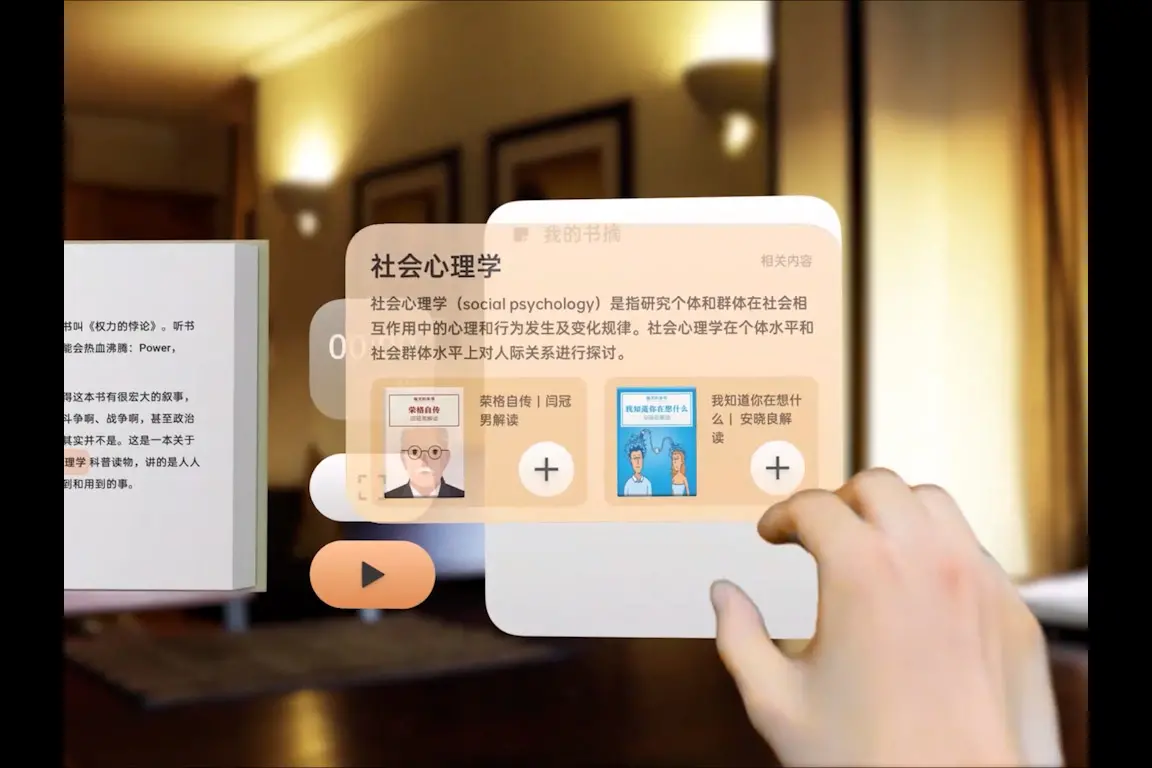 书叫《权力的悖论》。听书
能会热血沸腾：Power，
得这本书有很宏大的叙事，
斗争啊、战争啊，甚至政治
其实并不是。这是一本关于
理学 科普读物，讲的是人人
到和用到的事。
我的书摘
社会心理学
相关内容
社会心理学（social psychology）是指研究个体和群体在社会相
互作用中的心理和行为发生及变化规律。社会心理学在个体水平和
社会群体水平上对人际关系进行探讨。
荣格自传
荣格自传丨闫冠
男解读
我知道你在想什么
我知道你在想什
么丨 安晓良解
读